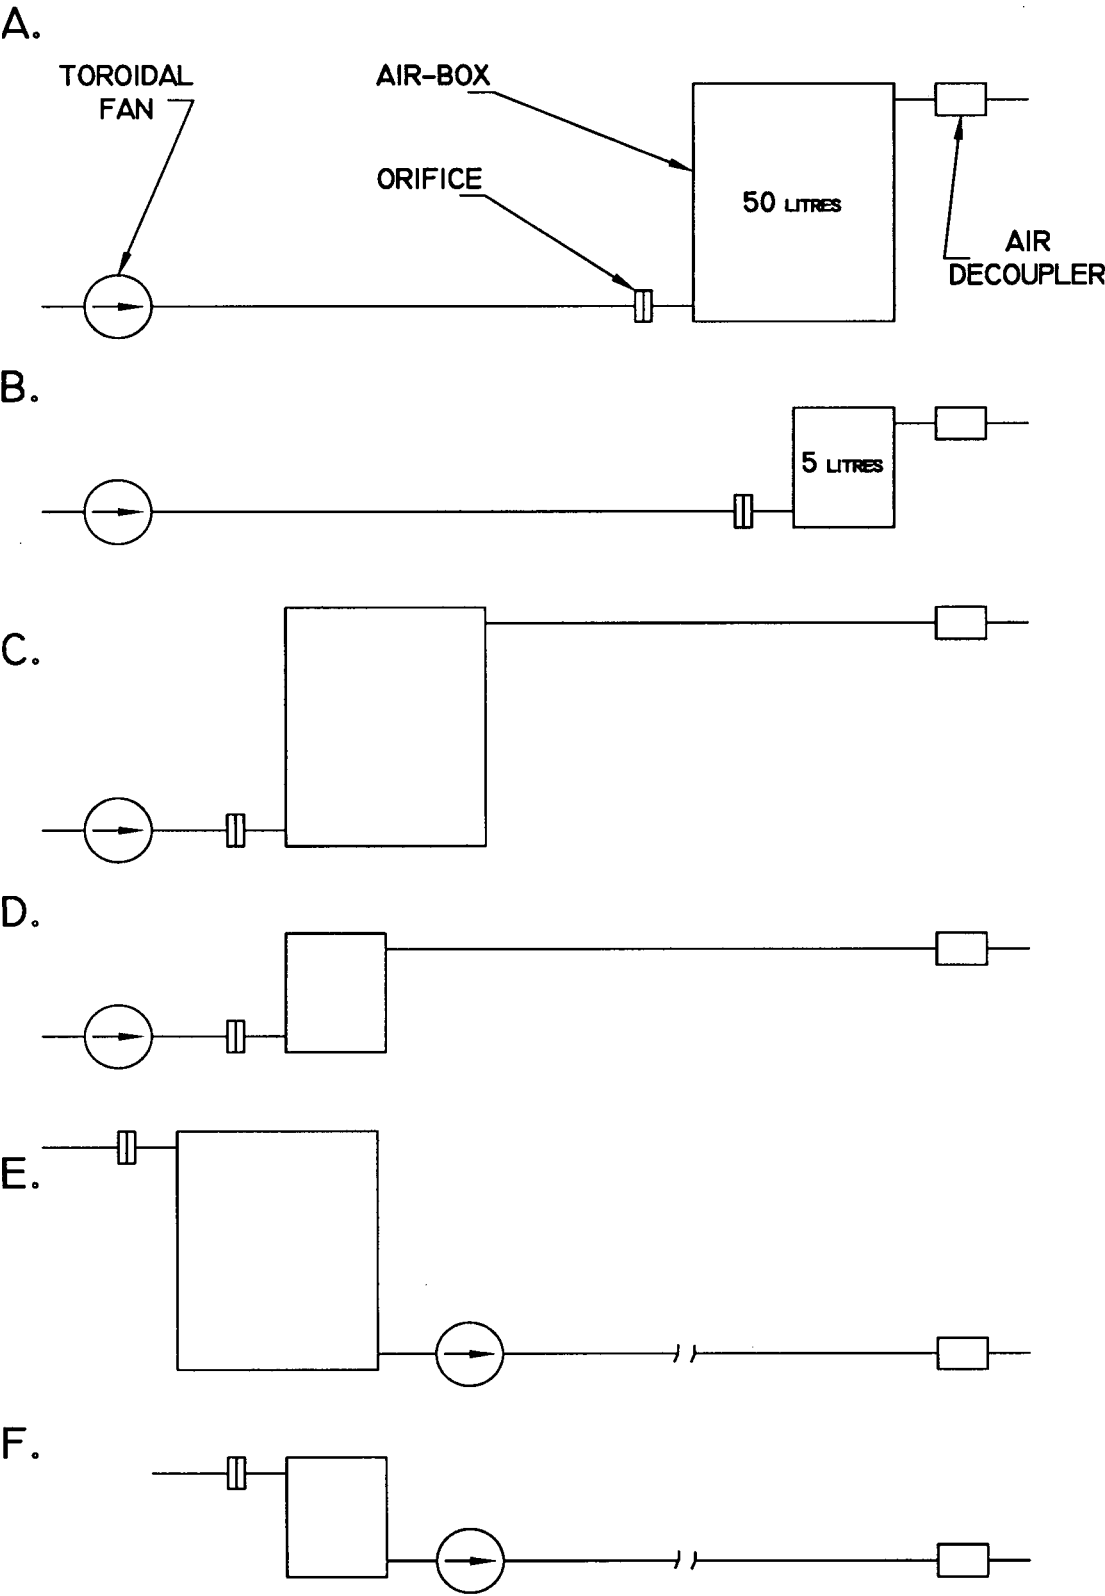 A.
TOROIDAL
FAN
AIR-BOX
ORIFICE
50 LITRES
AIR
DECOUPLER
B.
5 LITRES
C.
D.
E.
F.